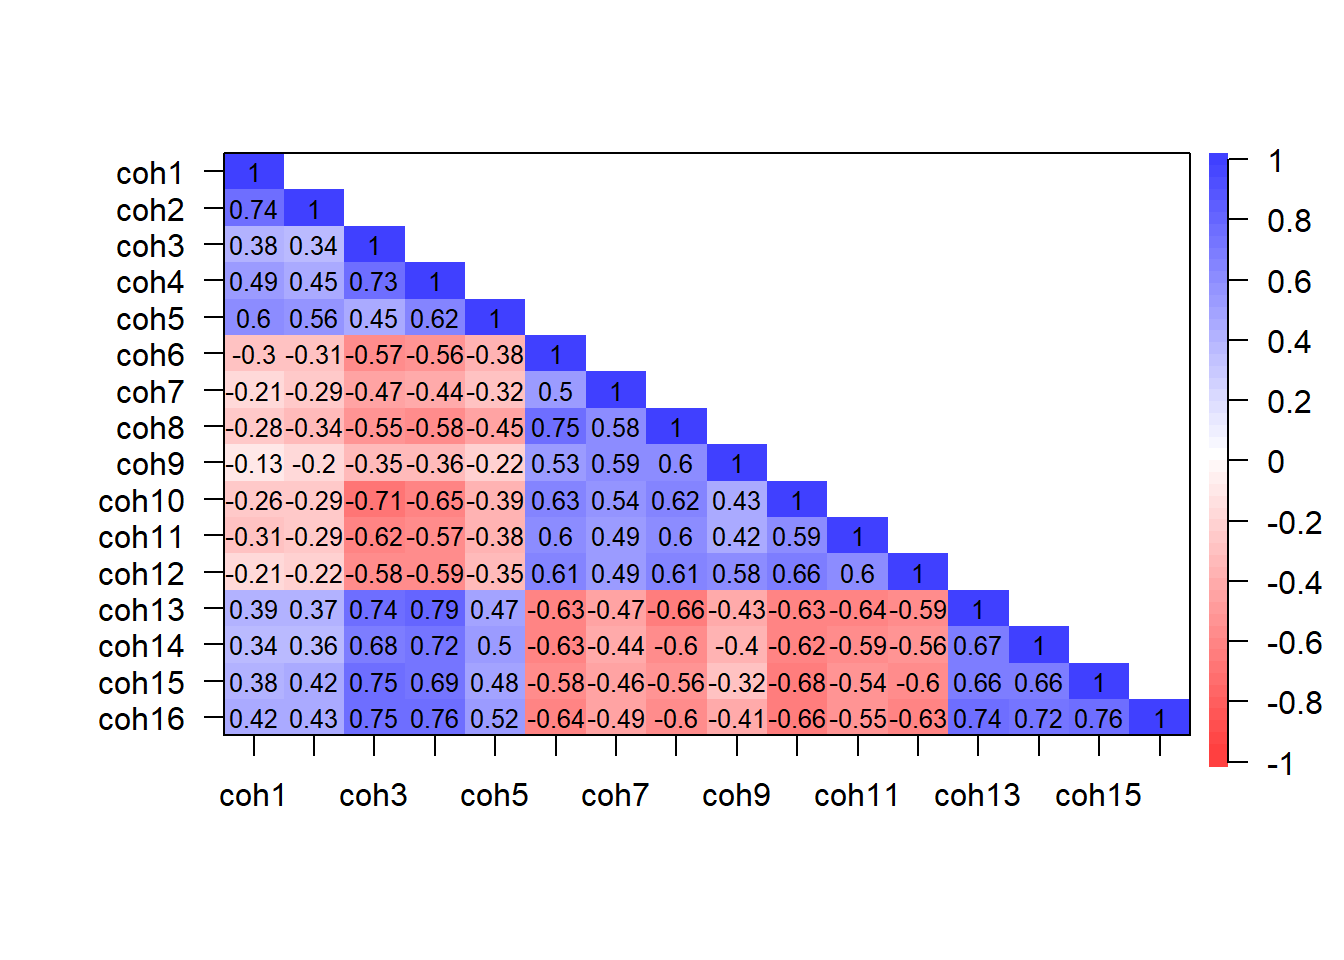 coh1 1 1
coh2 0.74 1 0.8
coh3 0.38 0.34 1
coh4 0.49 0.45 0.73 1 0.6
coh5 0.6 0.56 0.45 0.62 1 0.4
coh6 -0.3 -0.31 -0.57 -0.56 -0.38 1
coh7 -0.21 -0.29 -0.47 -0.44 -0.32 0.5 1 0.2
coh8 -0.28 -0.34 -0.55 -0.58 -0.45 0.75 0.58 1
coh9 -0.13 -0.2 -0.35 -0.36 -0.22 0.53 0.59 0.6 1 0
coh10 -0.26 -0.29 -0.71 -0.65 -0.39 0.63 0.54 0.62 0.43 1
coh11 -0.31 -0.29 -0.62 -0.57 -0.38 0.6 0.49 0.6 0.42 0.59 1 -0.2
coh12 -0.21 -0.22 -0.58 -0.59 -0.35 0.61 0.49 0.61 0.58 0.66 0.6 1 -0.4
coh13 0.39 0.37 0.74 0.79 0.47 -0.63 -0.47 -0.66 -0.43 -0.63 -0.64 -0.59 1
coh14 0.34 0.36 0.68 0.72 0.5 -0.63 -0.44 -0.6 -0.4 -0.62 -0.59 -0.56 0.67 1 -0.6
coh15 0.38 0.42 0.75 0.69 0.48 -0.58 -0.46 -0.56 -0.32 -0.68 -0.54 -0.6 0.66 0.66 1 -0.8
coh16 0.42 0.43 0.75 0.76 0.52 -0.64 -0.49 -0.6 -0.41 -0.66 -0.55 -0.63 0.74 0.72 0.76 1
-1
coh1 coh3 coh5 coh7 coh9 coh11 coh13 coh15